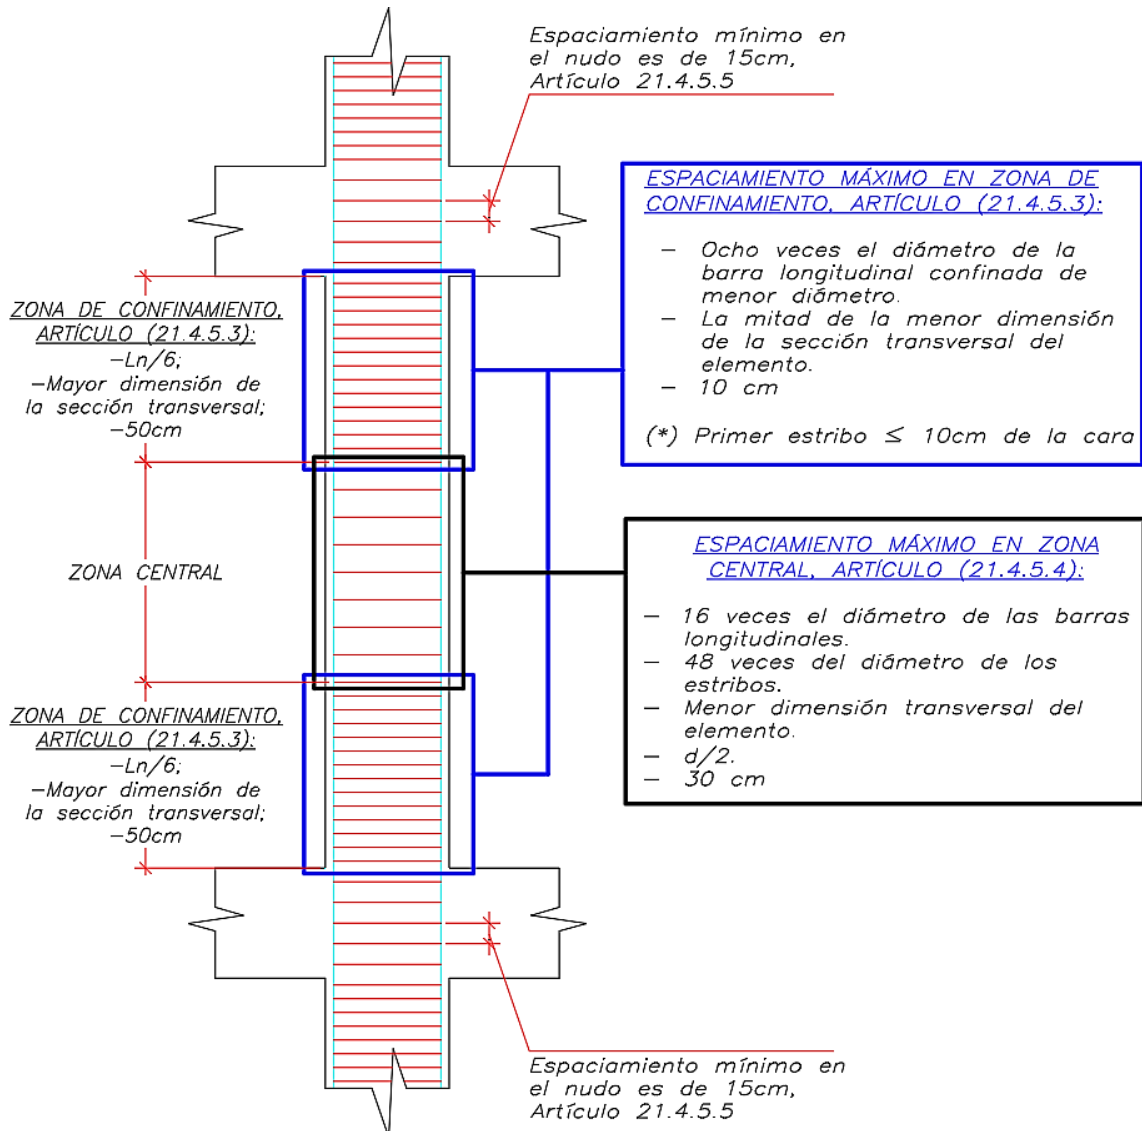 Espaciamiento mínimo en
el nudo es de 15cm,
Artículo 21.4.5.5
ESPACIAMIENTO MÁXIMO EN ZONA DE
CONFINAMIENTO, ARTÍCULO (21.4.5.3):
- Ocho veces el diámetro de la
barra longitudinal confinada de
menor diámetro.
- La mitad de la menor dimensión
de la sección transversal del
elemento.
- 10 cm
(*) Primer estribo ≤ 10cm de la cara
ZONA DE CONFINAMIENTO,
ARTÍCULO (21.4.5.3):
-Ln/6;
-Mayor dimensión de
la sección transversal;
-50cm
ZONA CENTRAL
ESPACIAMIENTO MÁXIMO EN ZONA
CENTRAL, ARTÍCULO (21.4.5.4):
- 16 veces el diámetro de las barras
longitudinales.
- 48 veces del diámetro de los
estribos.
- Menor dimensión transversal del
elemento.
- d/2.
- 30 cm
ZONA DE CONFINAMIENTO,
ARTÍCULO (21.4.5.3):
-Ln/6;
-Mayor dimensión de
la sección transversal;
-50cm
Espaciamiento mínimo en
el nudo es de 15cm,
Artículo 21.4.5.5